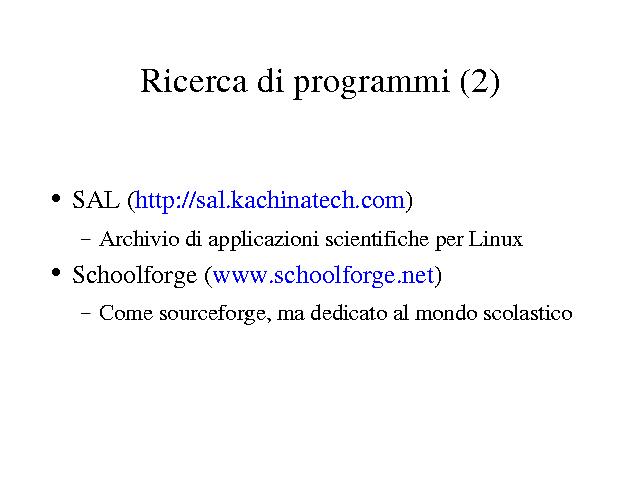 Ricerca di programmi (2)
• SAL (http://sal.kachinatech.com)
– Archivio di applicazioni scientifiche per Linux
• Schoolforge (www.schoolforge.net)
– Come sourceforge, ma dedicato al mondo scolastico